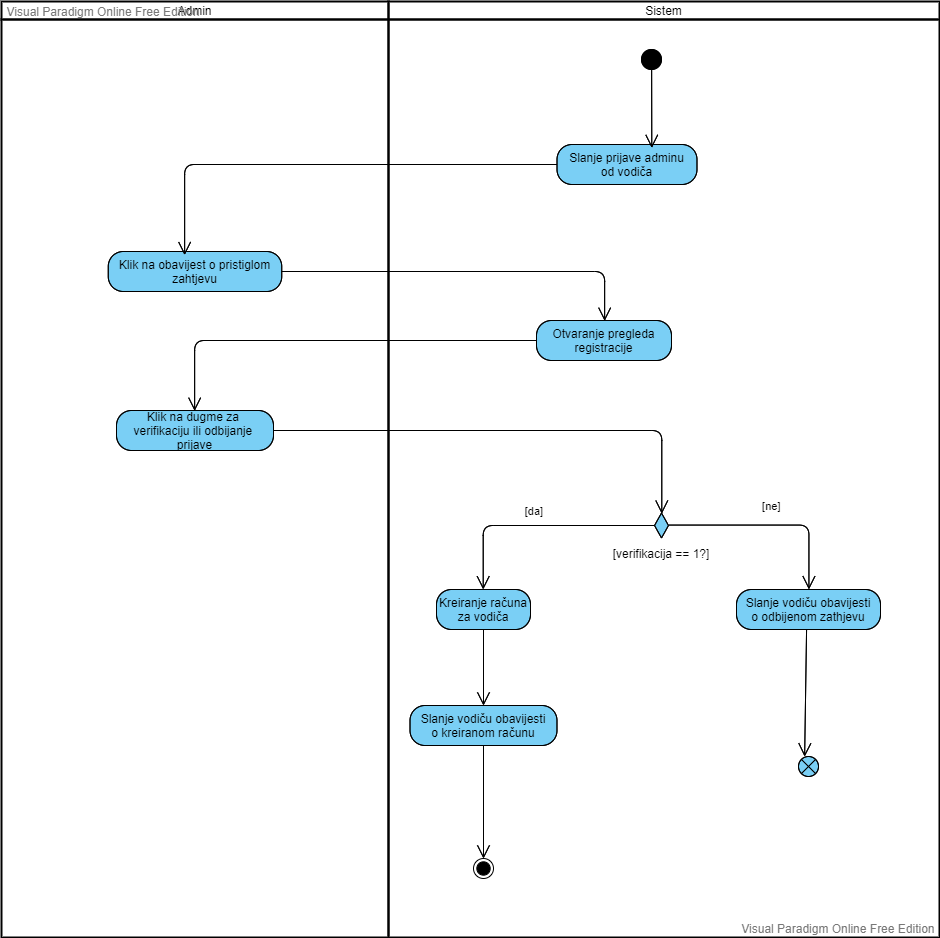 Visual Paradigm Online Free Edition
Admin
Sistem
Slanje prijave adminu
od vodiča
Klik na obavijest o pristiglom
zahtjevu
Otvaranje pregleda
registracije
Klik na dugme za
verifikaciju ili odbijanje
prijave
[da]
[ne]
[verifikacija == 1?]
Kreiranje računa
za vodiča
Slanje vodiču obavijesti
o odbijenom zathjevu
Slanje vodiču obavijesti
o kreiranom računu
Visual Paradigm Online Free Edition